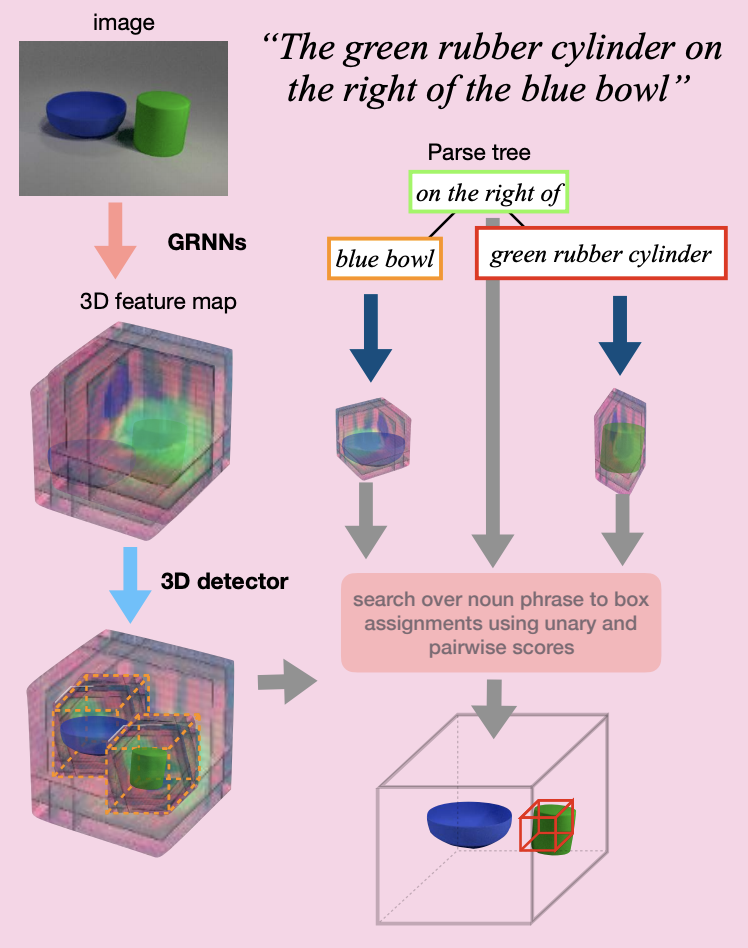 image
“The green rubber cylinder on
the right of the blue bowl”
Parse tree
on the right of
GRNNs
blue bowl
green rubber cylinder
3D feature map
3D detector
search over noun phrase to box
assignments using unary and
pairwise scores